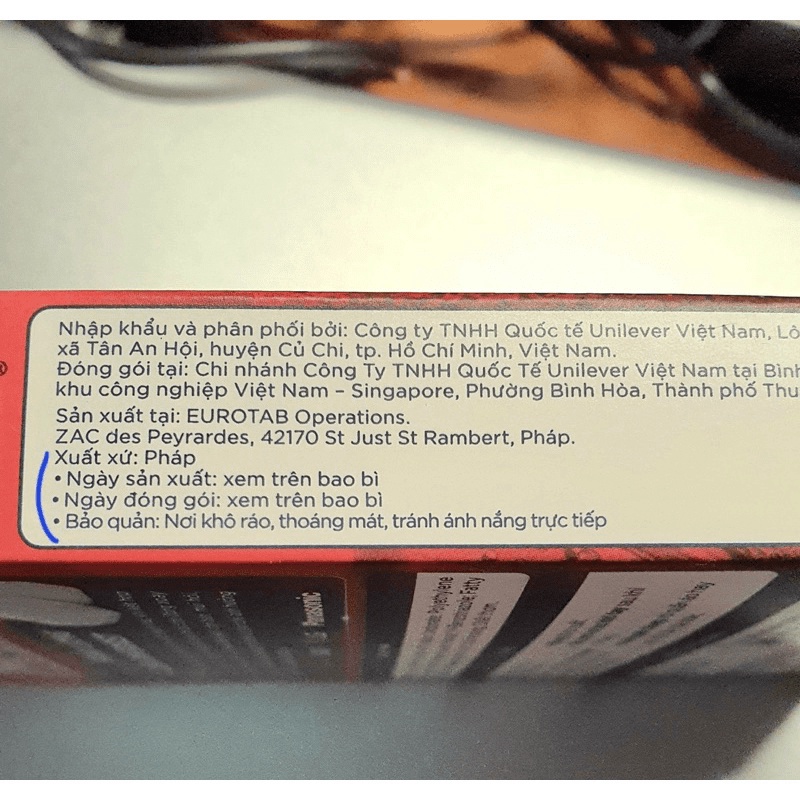 ®
Nhập khẩu và phân phối bởi: Công ty TNHH Quốc tế Unilever Việt Nam, Lô
xã Tân An Hội, huyện Củ Chi, tp. Hồ Chí Minh, Việt Nam.
Đóng gói tại: Chi nhánh Công Ty TNHH Quốc Tế Unilever Việt Nam tại Bình
khu công nghiệp Việt Nam – Singapore, Phường Bình Hòa, Thành phố Thu
Sản xuất tại: EUROTAB Operations.
ZAC des Peyrardes, 42170 St Just St Rambert, Pháp.
Xuất xứ: Pháp
• Ngày sản xuất: xem trên bao bì
• Ngày đóng gói: xem trên bao bì
• Bảo quản: Nơi khô ráo, thoáng mát, tránh ánh nắng trực tiếp
Polyethylene
Fatty